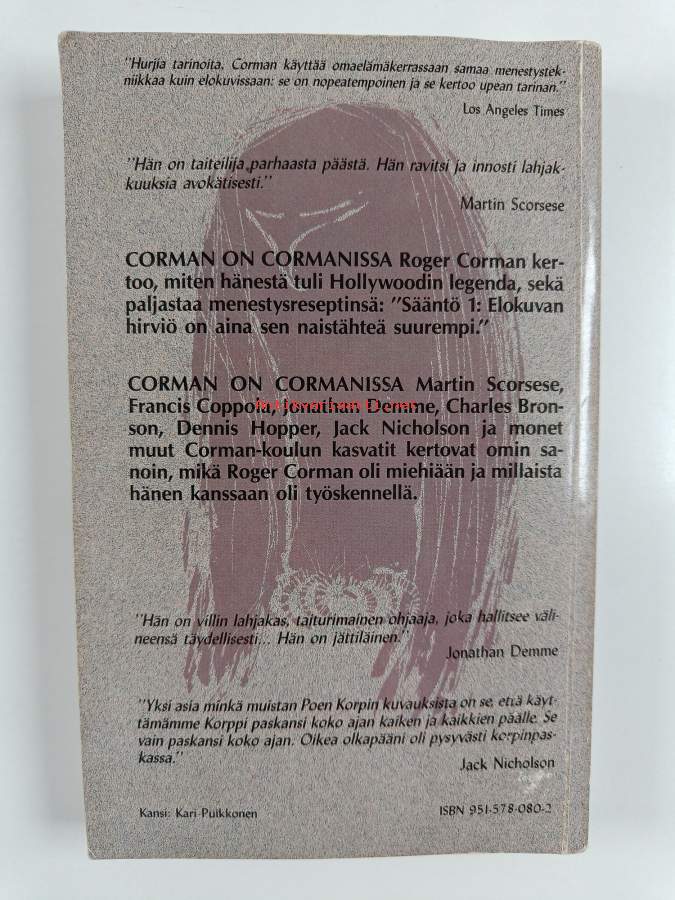 "Hurjia tarinoita. Corman käyttää omaelämäkerrassaan samaa menestystek-
niikkaa kuin elokuvissaan: se on nopeatempoinen ja se kertoo upean tarinan."
Los Angeles Times
"Hän on taiteilija parhaasta päästä. Hän ravitsi ja innosti lahjak-
kuuksia avokätisesti."
Martin Scorsese
CORMAN ON CORMANISSA Roger Corman ker-
too, miten hänestä tuli Hollywoodin legenda, sekä
paljastaa menestysreseptinsä: "Sääntö 1: Elokuvan
hirviö on aina sen naistähteä suurempi."
CORMAN ON CORMANISSA Martin Scorsese,
Francis Coppola, Jonathan Demme, Charles Bron-
son, Dennis Hopper, Jack Nicholson ja monet
muut Corman-koulun kasvatit kertovat omin sa-
noin, mikä Roger Corman oli miehiään ja millaista
hänen kanssaan oli työskennellä.
"Hän on villin lahjakas, taiturimainen ohjaaja, joka hallitsee väli-
neensä täydellisesti... Hän on jättiläinen."
Jonathan Demme
"Yksi asia minkä muistan Poen Korpin kuvauksista on se, että käyt-
tämämme Korppi paskansi koko ajan kaiken ja kaikkien päälle. Se
vain paskansi koko ajan. Oikea olkapääni oli pysyvästi korpinpas-
kassa."
Jack Nicholson
Kansi: Kari Puikkonen
ISBN 951-578-080-2